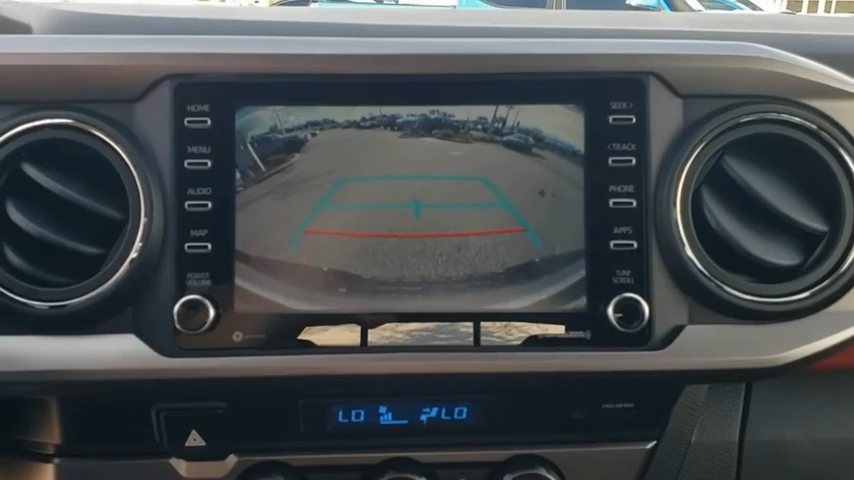 HOME
MENU
AUDIO
MAP
POWER
VOLUME
SEEK >
< TRACK
PHONE
APPS
TUNE
SCROLL
LO LO